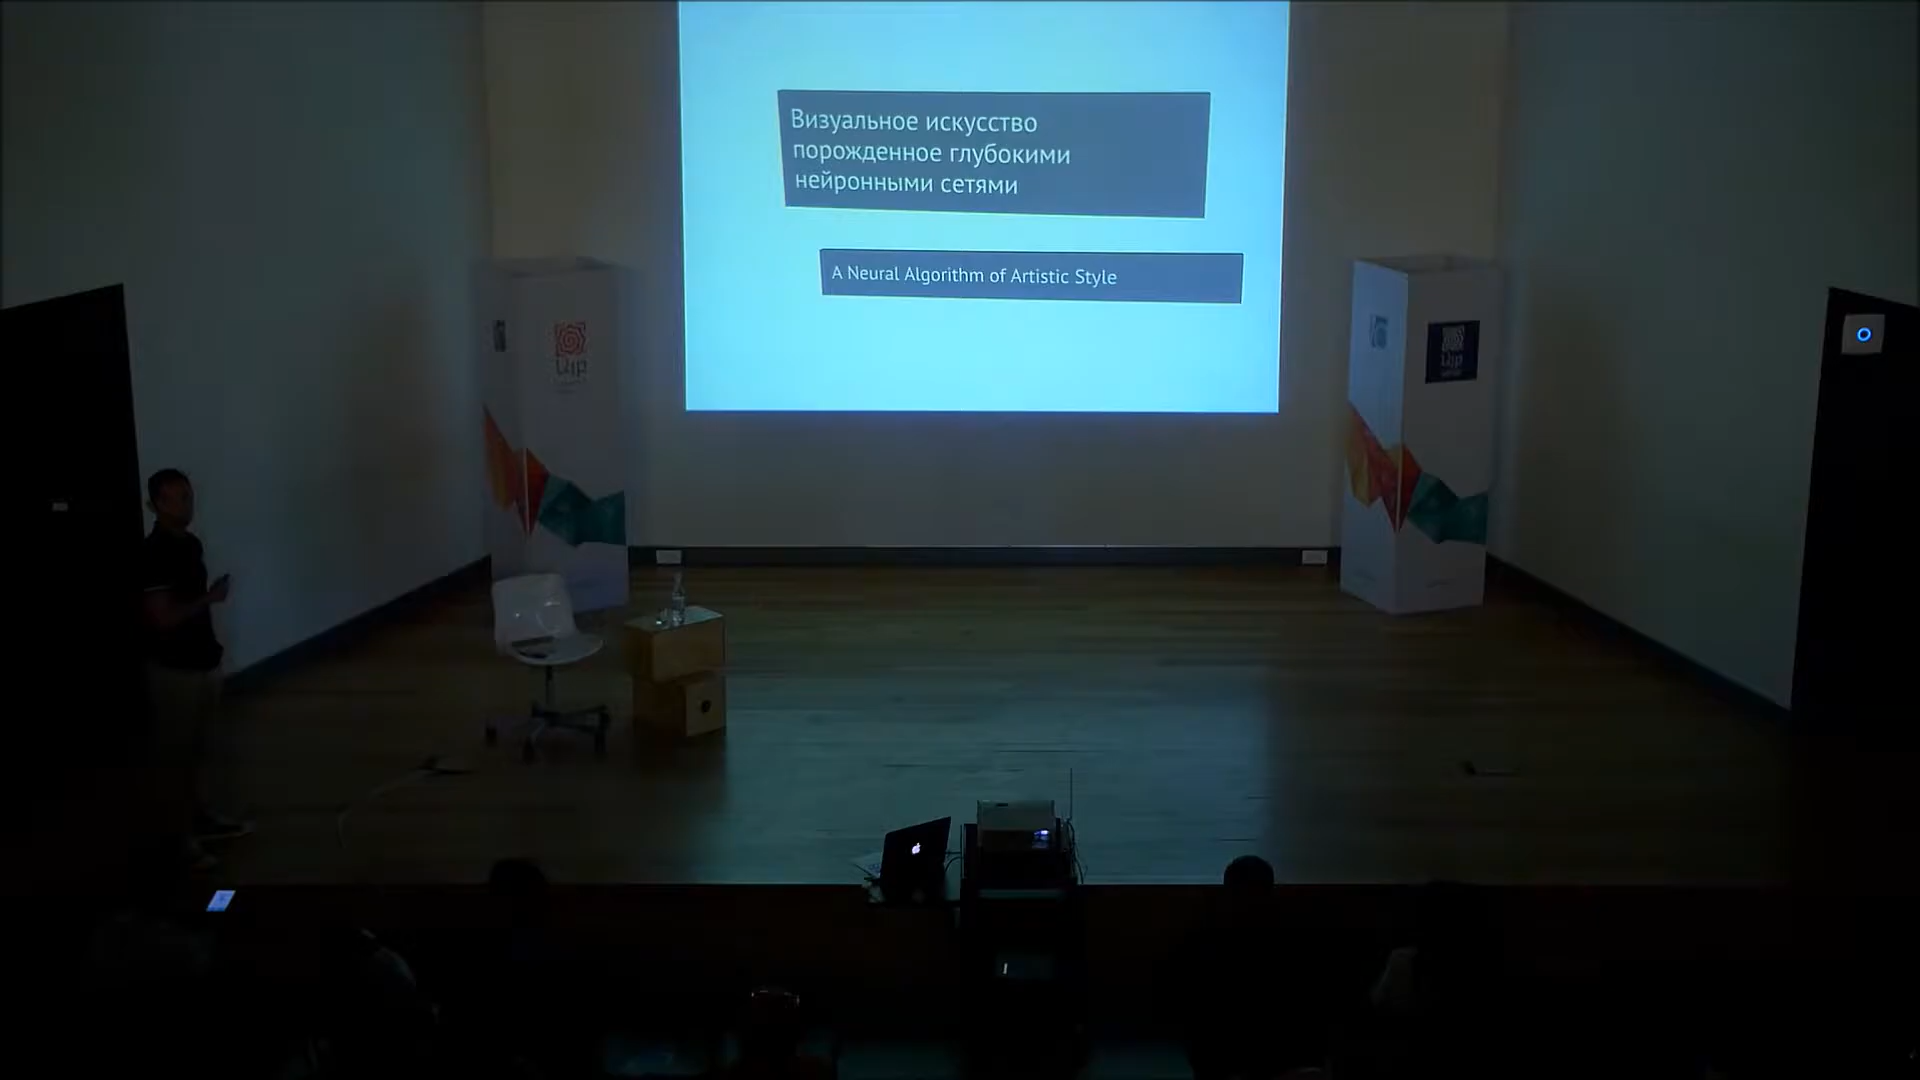 Визуальное искусство
порожденное глубокими
нейронными сетями
A Neural Algorithm of Artistic Style